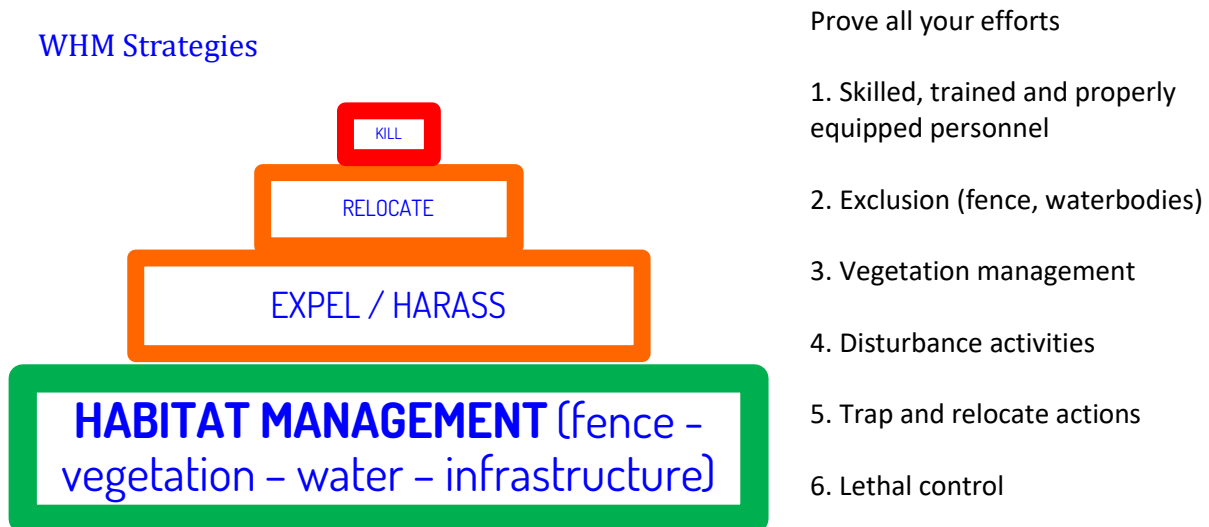 WHM Strategies
KILL
RELOCATE
EXPEL / HARASS
HABITAT MANAGEMENT (fence –
vegetation – water – infrastructure)
Prove all your efforts
1. Skilled, trained and properly
equipped personnel
2. Exclusion (fence, waterbodies)
3. Vegetation management
4. Disturbance activities
5. Trap and relocate actions
6. Lethal control